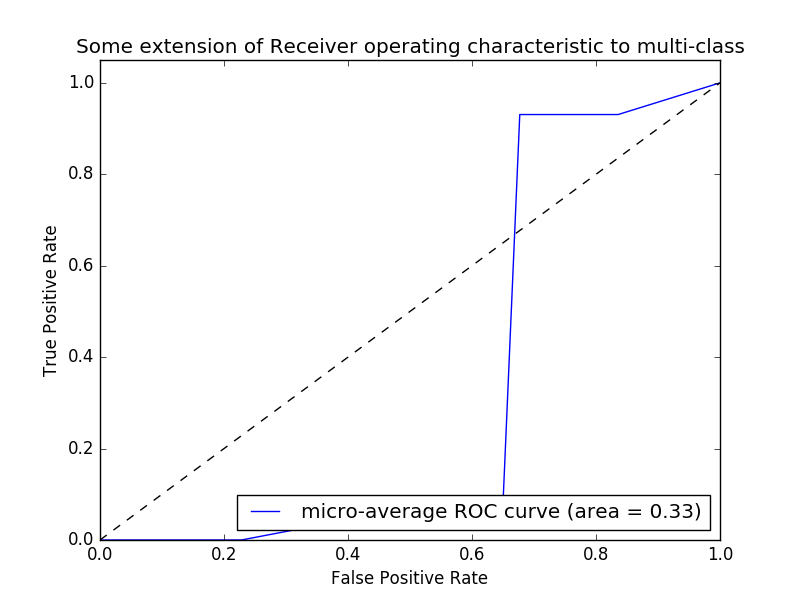 Some extension of Receiver operating characteristic to multi-class
1.0
0.8
0.6
0.4
0.2
0.0
True Positive Rate
micro-average ROC curve (area = 0.33)
0.0 0.2 0.4 0.6 0.8 1.0
False Positive Rate